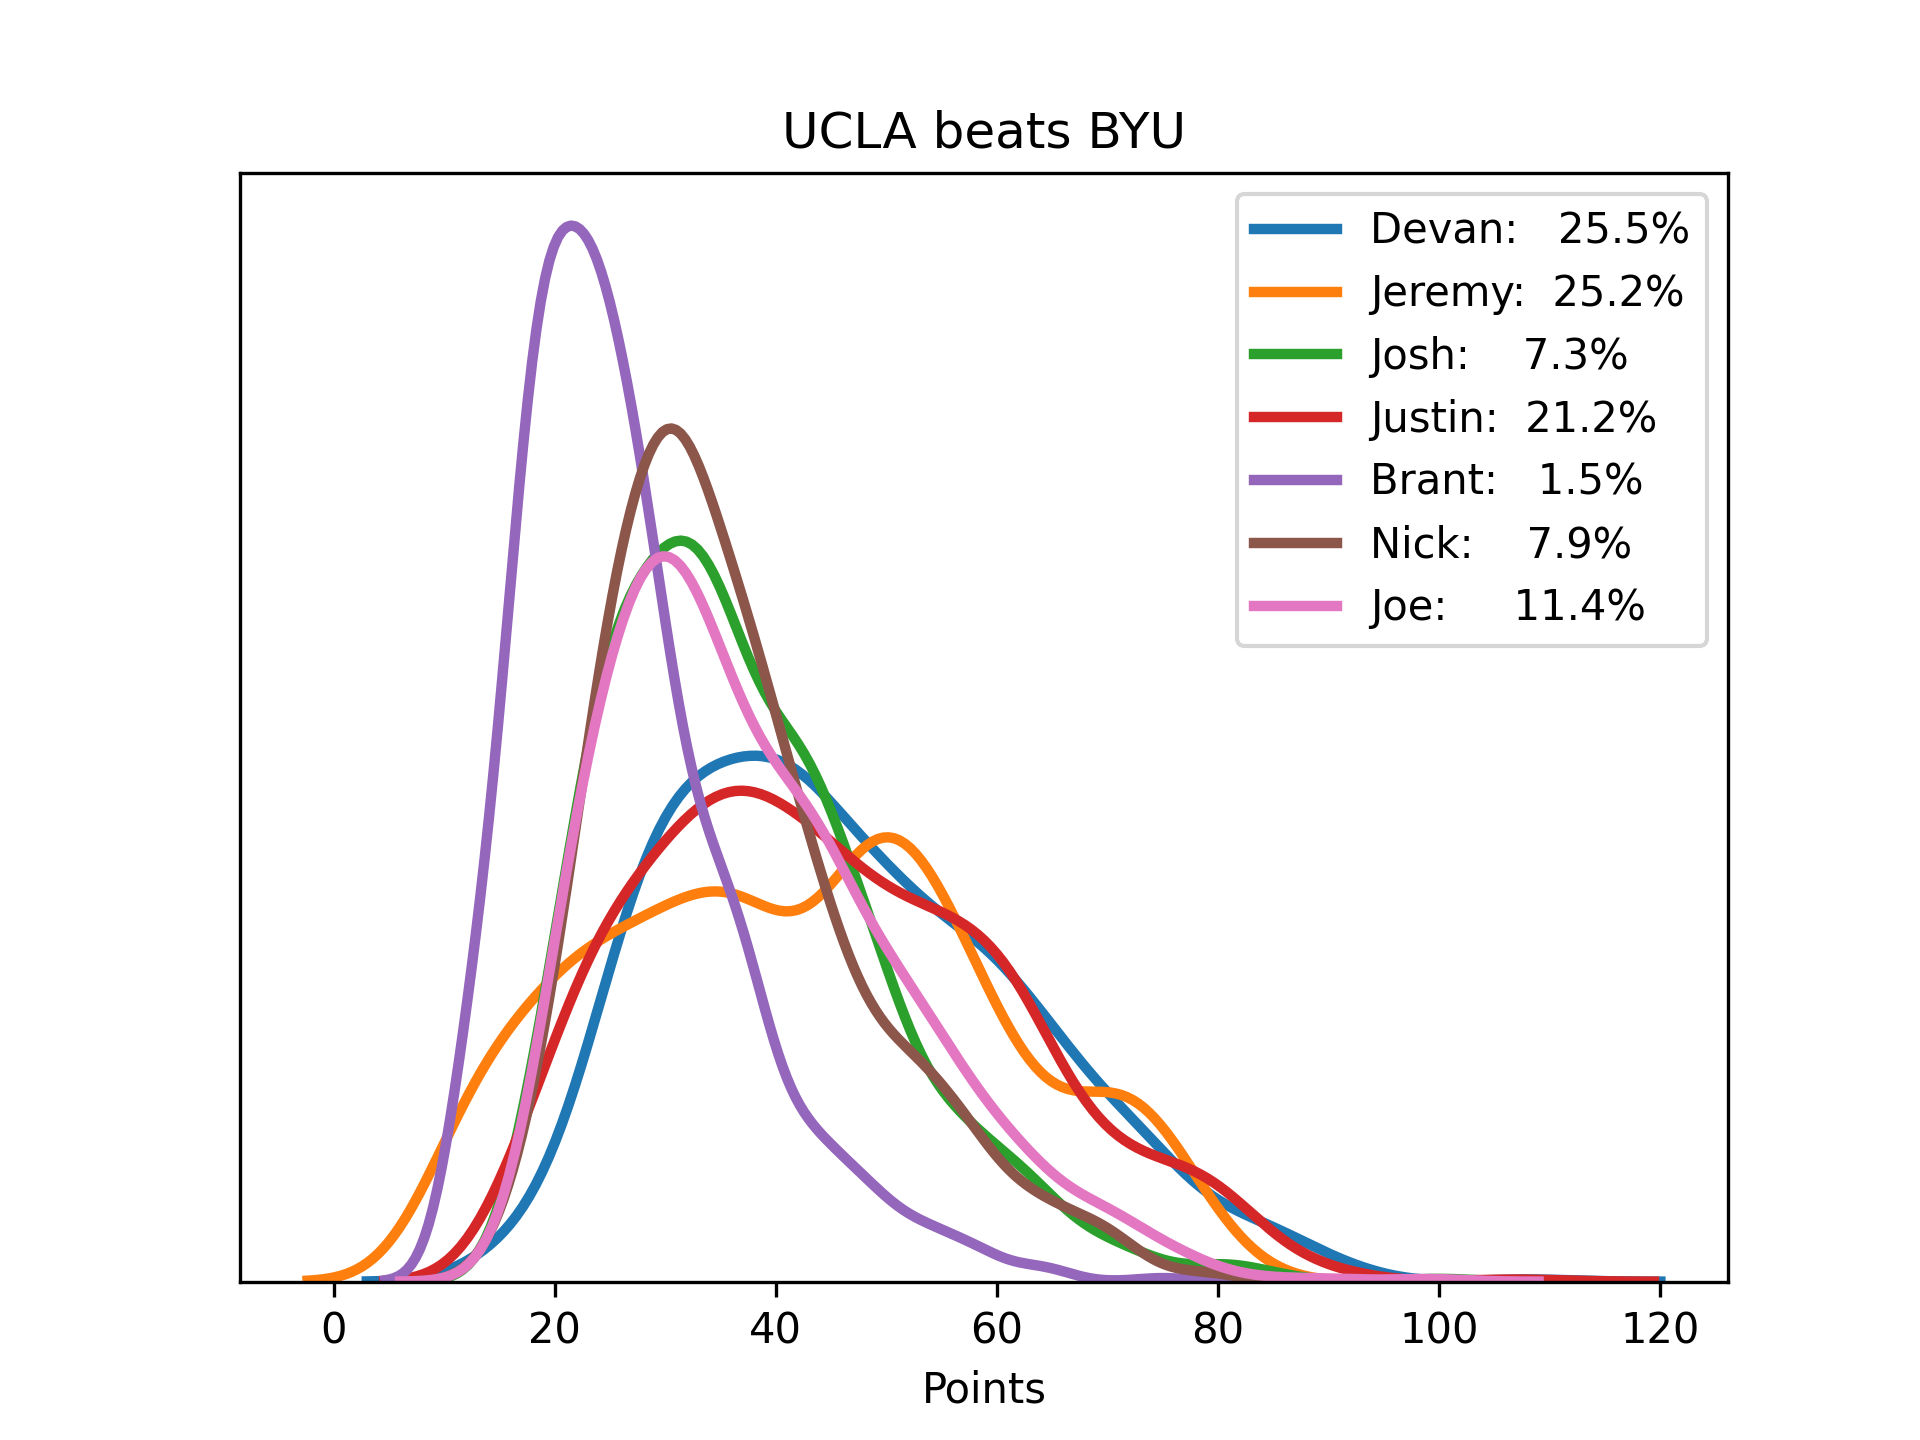 UCLA beats BYU
Devan: 25.5%
Jeremy: 25.2%
Josh: 7.3%
Justin: 21.2%
Brant: 1.5%
Nick: 7.9%
Joe: 11.4%
0 20 40 60 80 100 120
Points